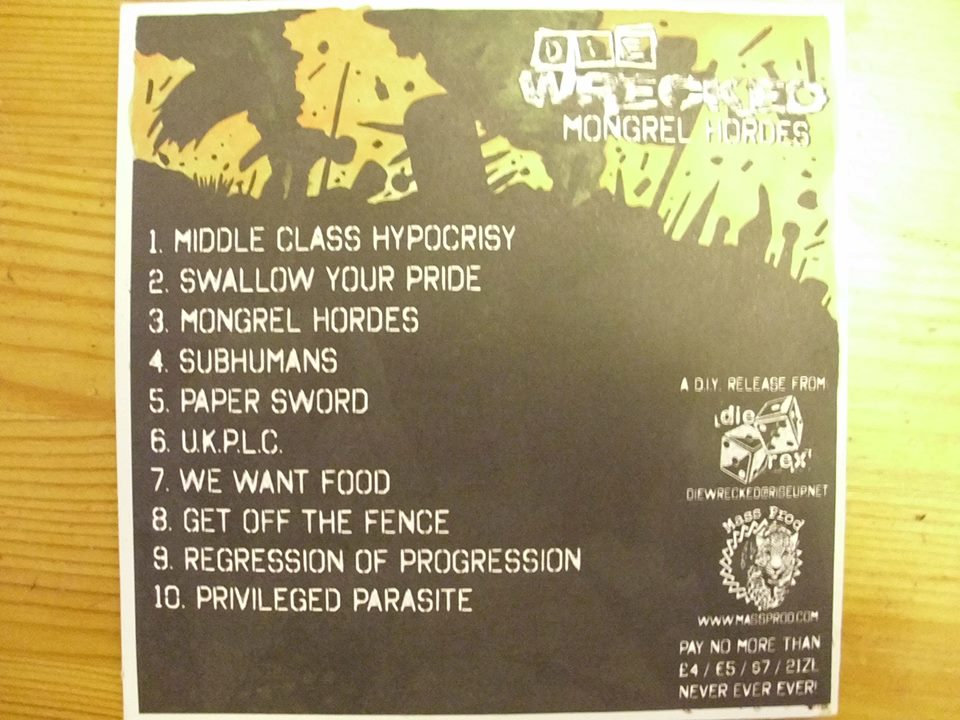 DIE
WRECKED
MONGREL HORDES
1. MIDDLE CLASS HYPOCRISY
2. SWALLOW YOUR PRIDE
3. MONGREL HORDES
4. SUBHUMANS
5. PAPER SWORD
6. U.K.P.L.C.
7. WE WANT FOOD
8. GET OFF THE FENCE
9. REGRESSION OF PROGRESSION
10. PRIVILEGED PARASITE
A D.I.Y. RELEASE FROM
die
rex'
DIEWRECKED@RISEUP.NET
Mass Prod
WWW.MASSPROD.COM
PAY NO MORE THAN
£4 / €5 / $7 / 21ZL
NEVER EVER EVER!